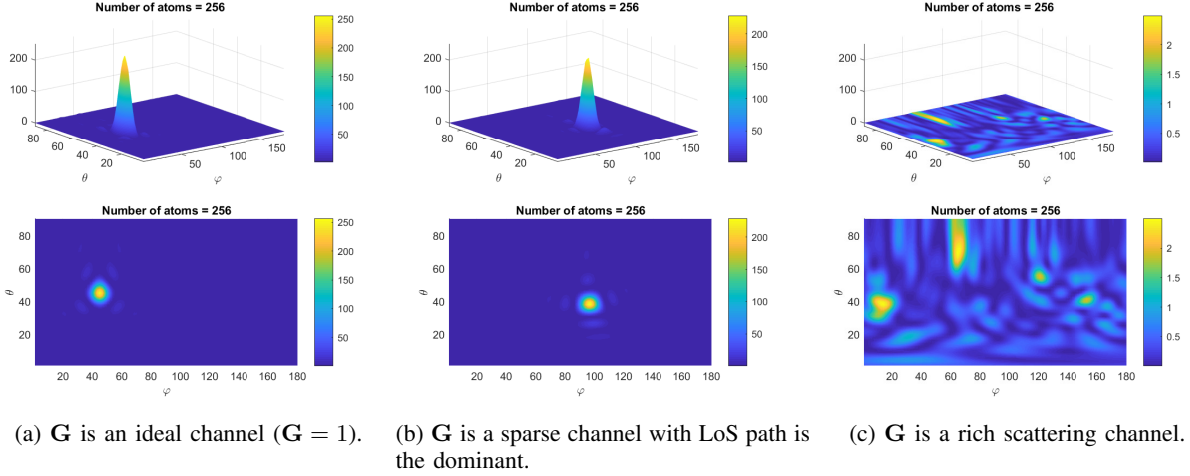 Number of atoms = 256
200
100
0
80
60
40
20
θ
50
100
150
φ
250
200
150
100
50
Number of atoms = 256
200
100
0
80
60
40
20
θ
50
100
150
φ
200
150
100
50
Number of atoms = 256
200
100
0
80
60
40
20
θ
50
100
150
φ
2
1.5
1
0.5
Number of atoms = 256
80
60
40
20
θ
20 40 60 80 100 120 140 160 180
φ
250
200
150
100
50
Number of atoms = 256
80
60
40
20
θ
20 40 60 80 100 120 140 160 180
φ
200
150
100
50
Number of atoms = 256
80
60
40
20
θ
20 40 60 80 100 120 140 160 180
φ
2
1.5
1
0.5
(a) G is an ideal channel (G = 1).
(b) G is a sparse channel with LoS path is
the dominant.
(c) G is a rich scattering channel.